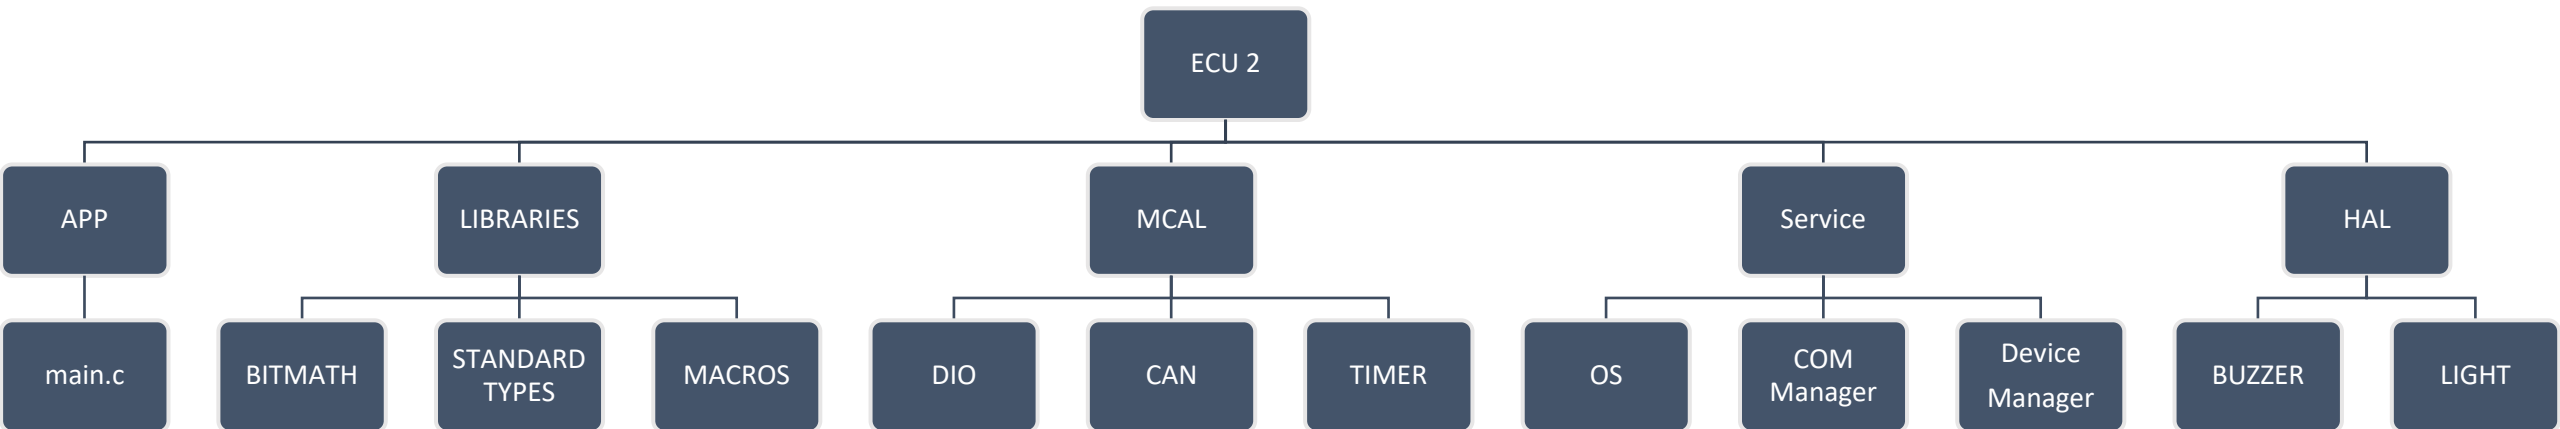 ECU 2
APP
LIBRARIES
MCAL
Service
HAL
main.c
BITMATH
STANDARD
TYPES
MACROS
DIO
CAN
TIMER
OS
COM
Manager
Device
Manager
BUZZER
LIGHT